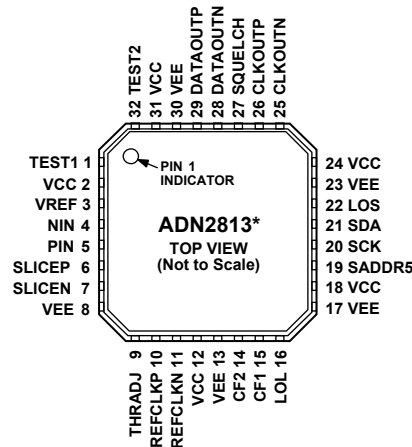 32 TEST2
31 VCC
30 VEE
29 DATAOUTP
28 DATAOUTN
27 SQUELCH
26 CLKOUTP
25 CLKOUTN
TEST1 1
VCC 2
VREF 3
NIN 4
PIN 5
SLICEP 6
SLICEN 7
VEE 8
PIN 1
INDICATOR
ADN2813*
TOP VIEW
(Not to Scale)
24 VCC
23 VEE
22 LOS
21 SDA
20 SCK
19 SADDR5
18 VCC
17 VEE
THRADJ 9
REFCLKP 10
REFCLKN 11
VCC 12
VEE 13
CF2 14
CF1 15
LOL 16